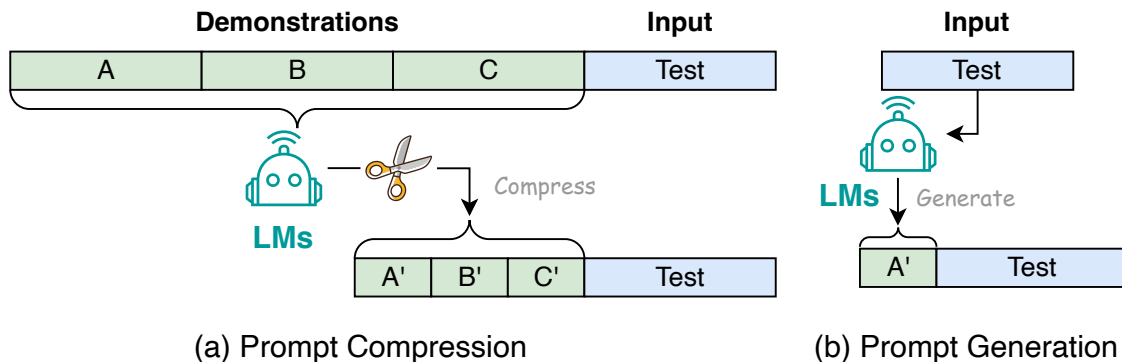 Demonstrations Input
A B C Test
Compress
LMs
A' B' C' Test
(a) Prompt Compression
Input
Test
LMs Generate
A' Test
(b) Prompt Generation